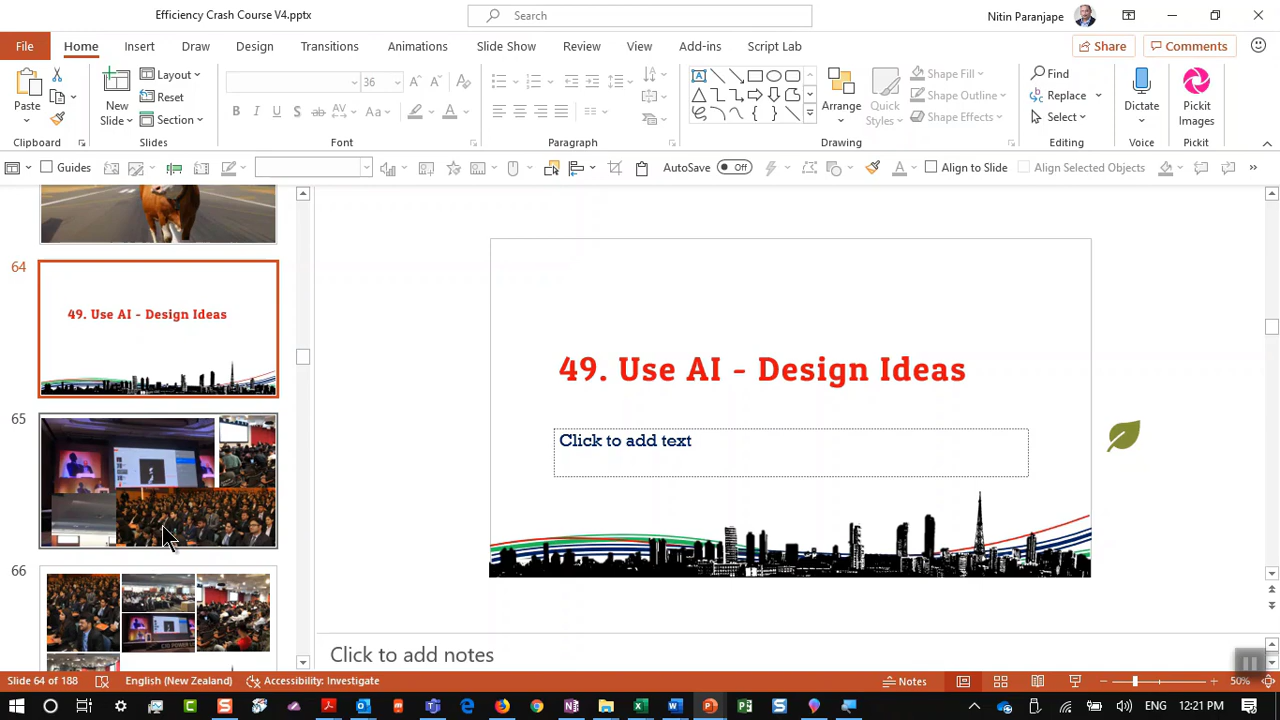 Efficiency Crash Course V4.pptx
Search
Nitin Paranjape
File
Home
Insert
Draw
Design
Transitions
Animations
Slide Show
Review
View
Add-ins
Script Lab
Share
Comments
Paste
New
Slide
Layout
Reset
Section
36
Arrange
Quick
Styles
Shape Fill
Shape Outline
Shape Effects
Find
Replace
Select
Dictate
Pickit
Images
Clipboard
Slides
Font
Paragraph
Drawing
Editing
Voice
Pickit
Guides
AutoSave
Off
Align to Slide
Align Selected Objects
64
49. Use AI - Design Ideas
65
66
49. Use AI - Design Ideas
Click to add text
Click to add notes
Slide 64 of 188
English (New Zealand)
Accessibility: Investigate
Notes
50%
12:21 PM